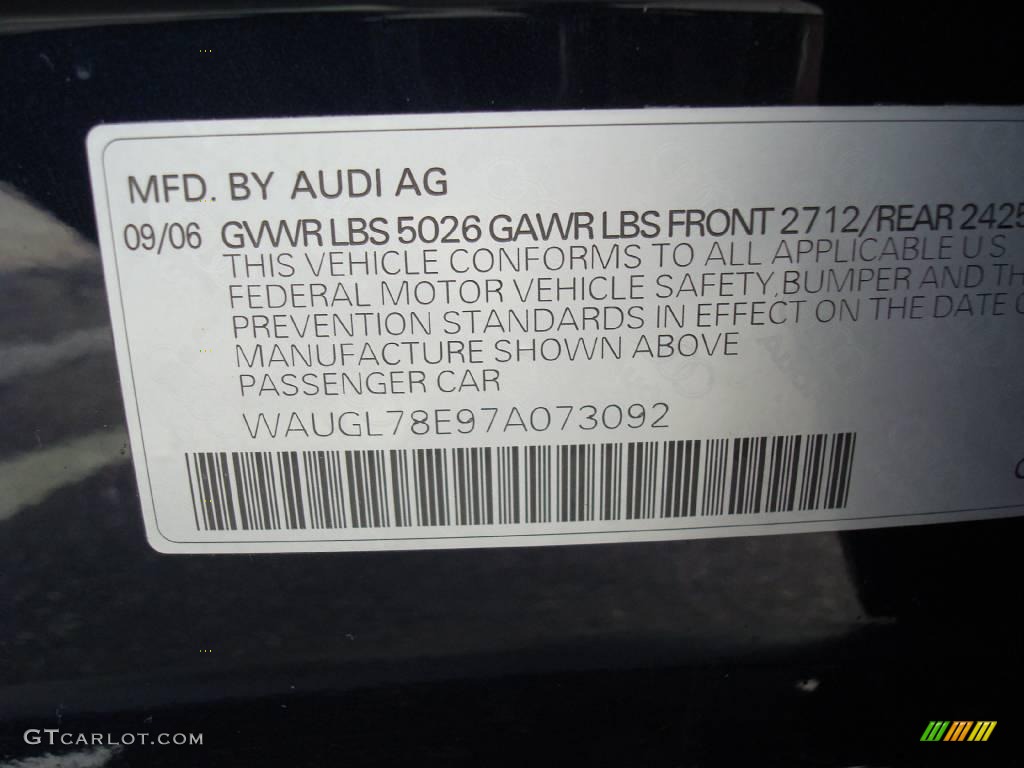 MFD. BY AUDI AG
09/06 GVWR LBS 5026 GAWR LBS FRONT 2712/REAR 2425
THIS VEHICLE CONFORMS TO ALL APPLICABLE U S
FEDERAL MOTOR VEHICLE SAFETY, BUMPER AND TH
PREVENTION STANDARDS IN EFFECT ON THE DATE O
MANUFACTURE SHOWN ABOVE
PASSENGER CAR
WAUGL78E97A073092
GTCARLOT.COM